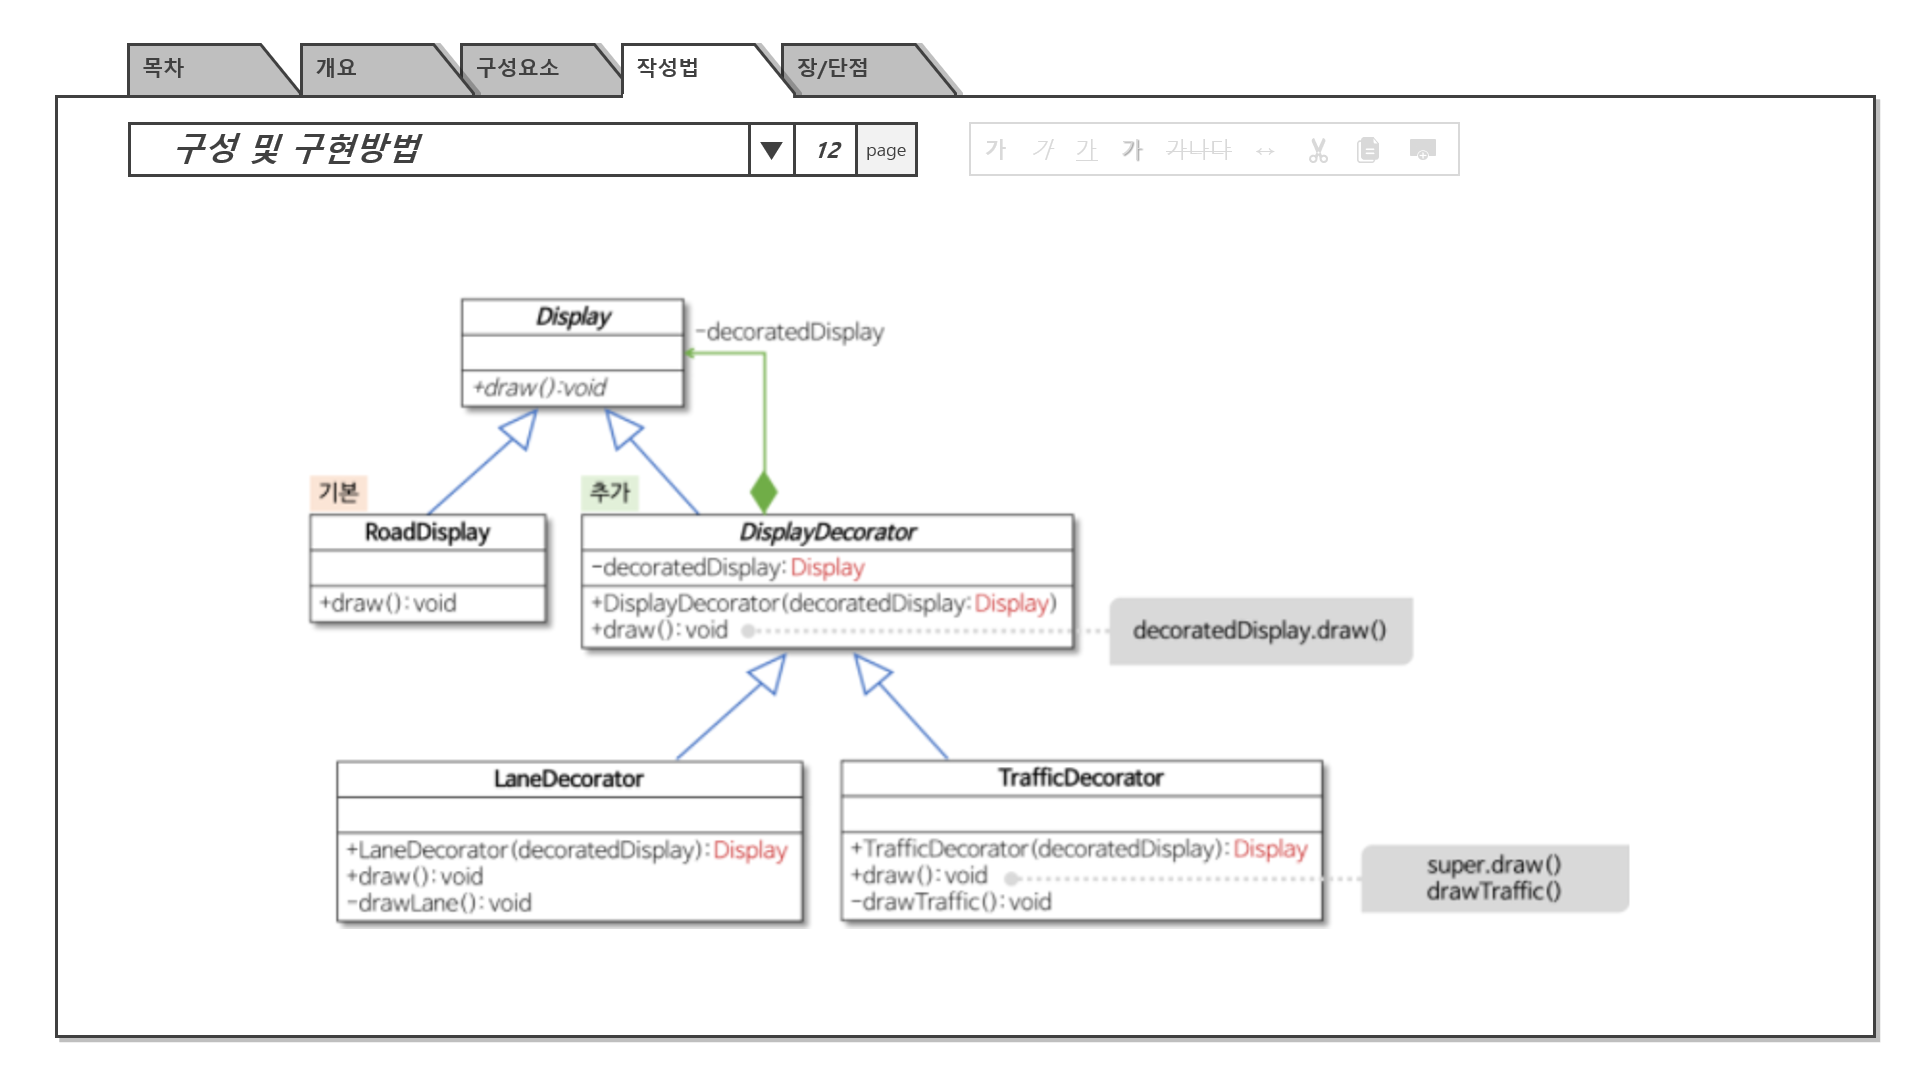 목차
개요
구성요소
작성법
장/단점
구성 및 구현방법
▼
12
page
가 가 가 가 가나다 ↔
Display
-decoratedDisplay
+draw():void
기본
추가
RoadDisplay
+draw():void
DisplayDecorator
-decoratedDisplay:Display
+DisplayDecorator(decoratedDisplay:Display)
+draw():void
decoratedDisplay.draw()
LaneDecorator
+LaneDecorator(decoratedDisplay):Display
+draw():void
-drawLane():void
TrafficDecorator
+TrafficDecorator(decoratedDisplay):Display
+draw():void
-drawTraffic():void
super.draw()
drawTraffic()